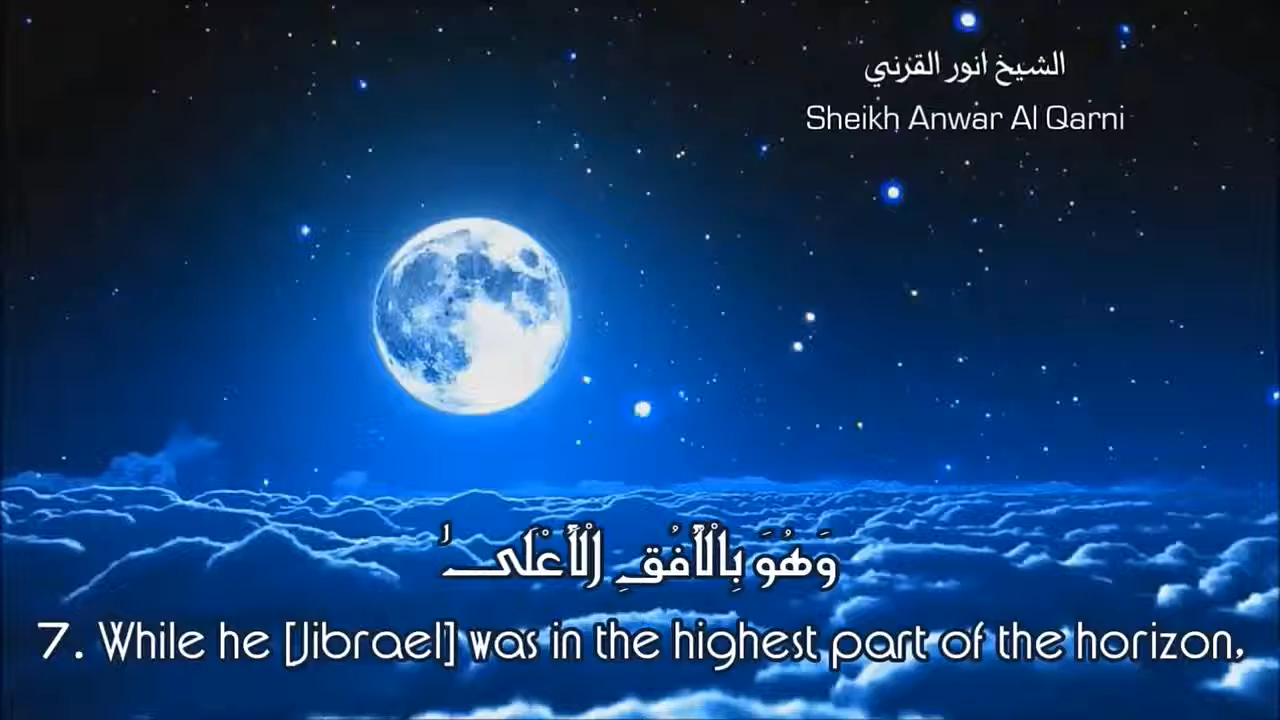 الشيخ انور القرني
Sheikh Anwar Al Qarni
وَهُوَ بِالْأُفُقِ الْأَعْلَىٰ
7. While he [Jibrael] was in the highest part of the horizon,